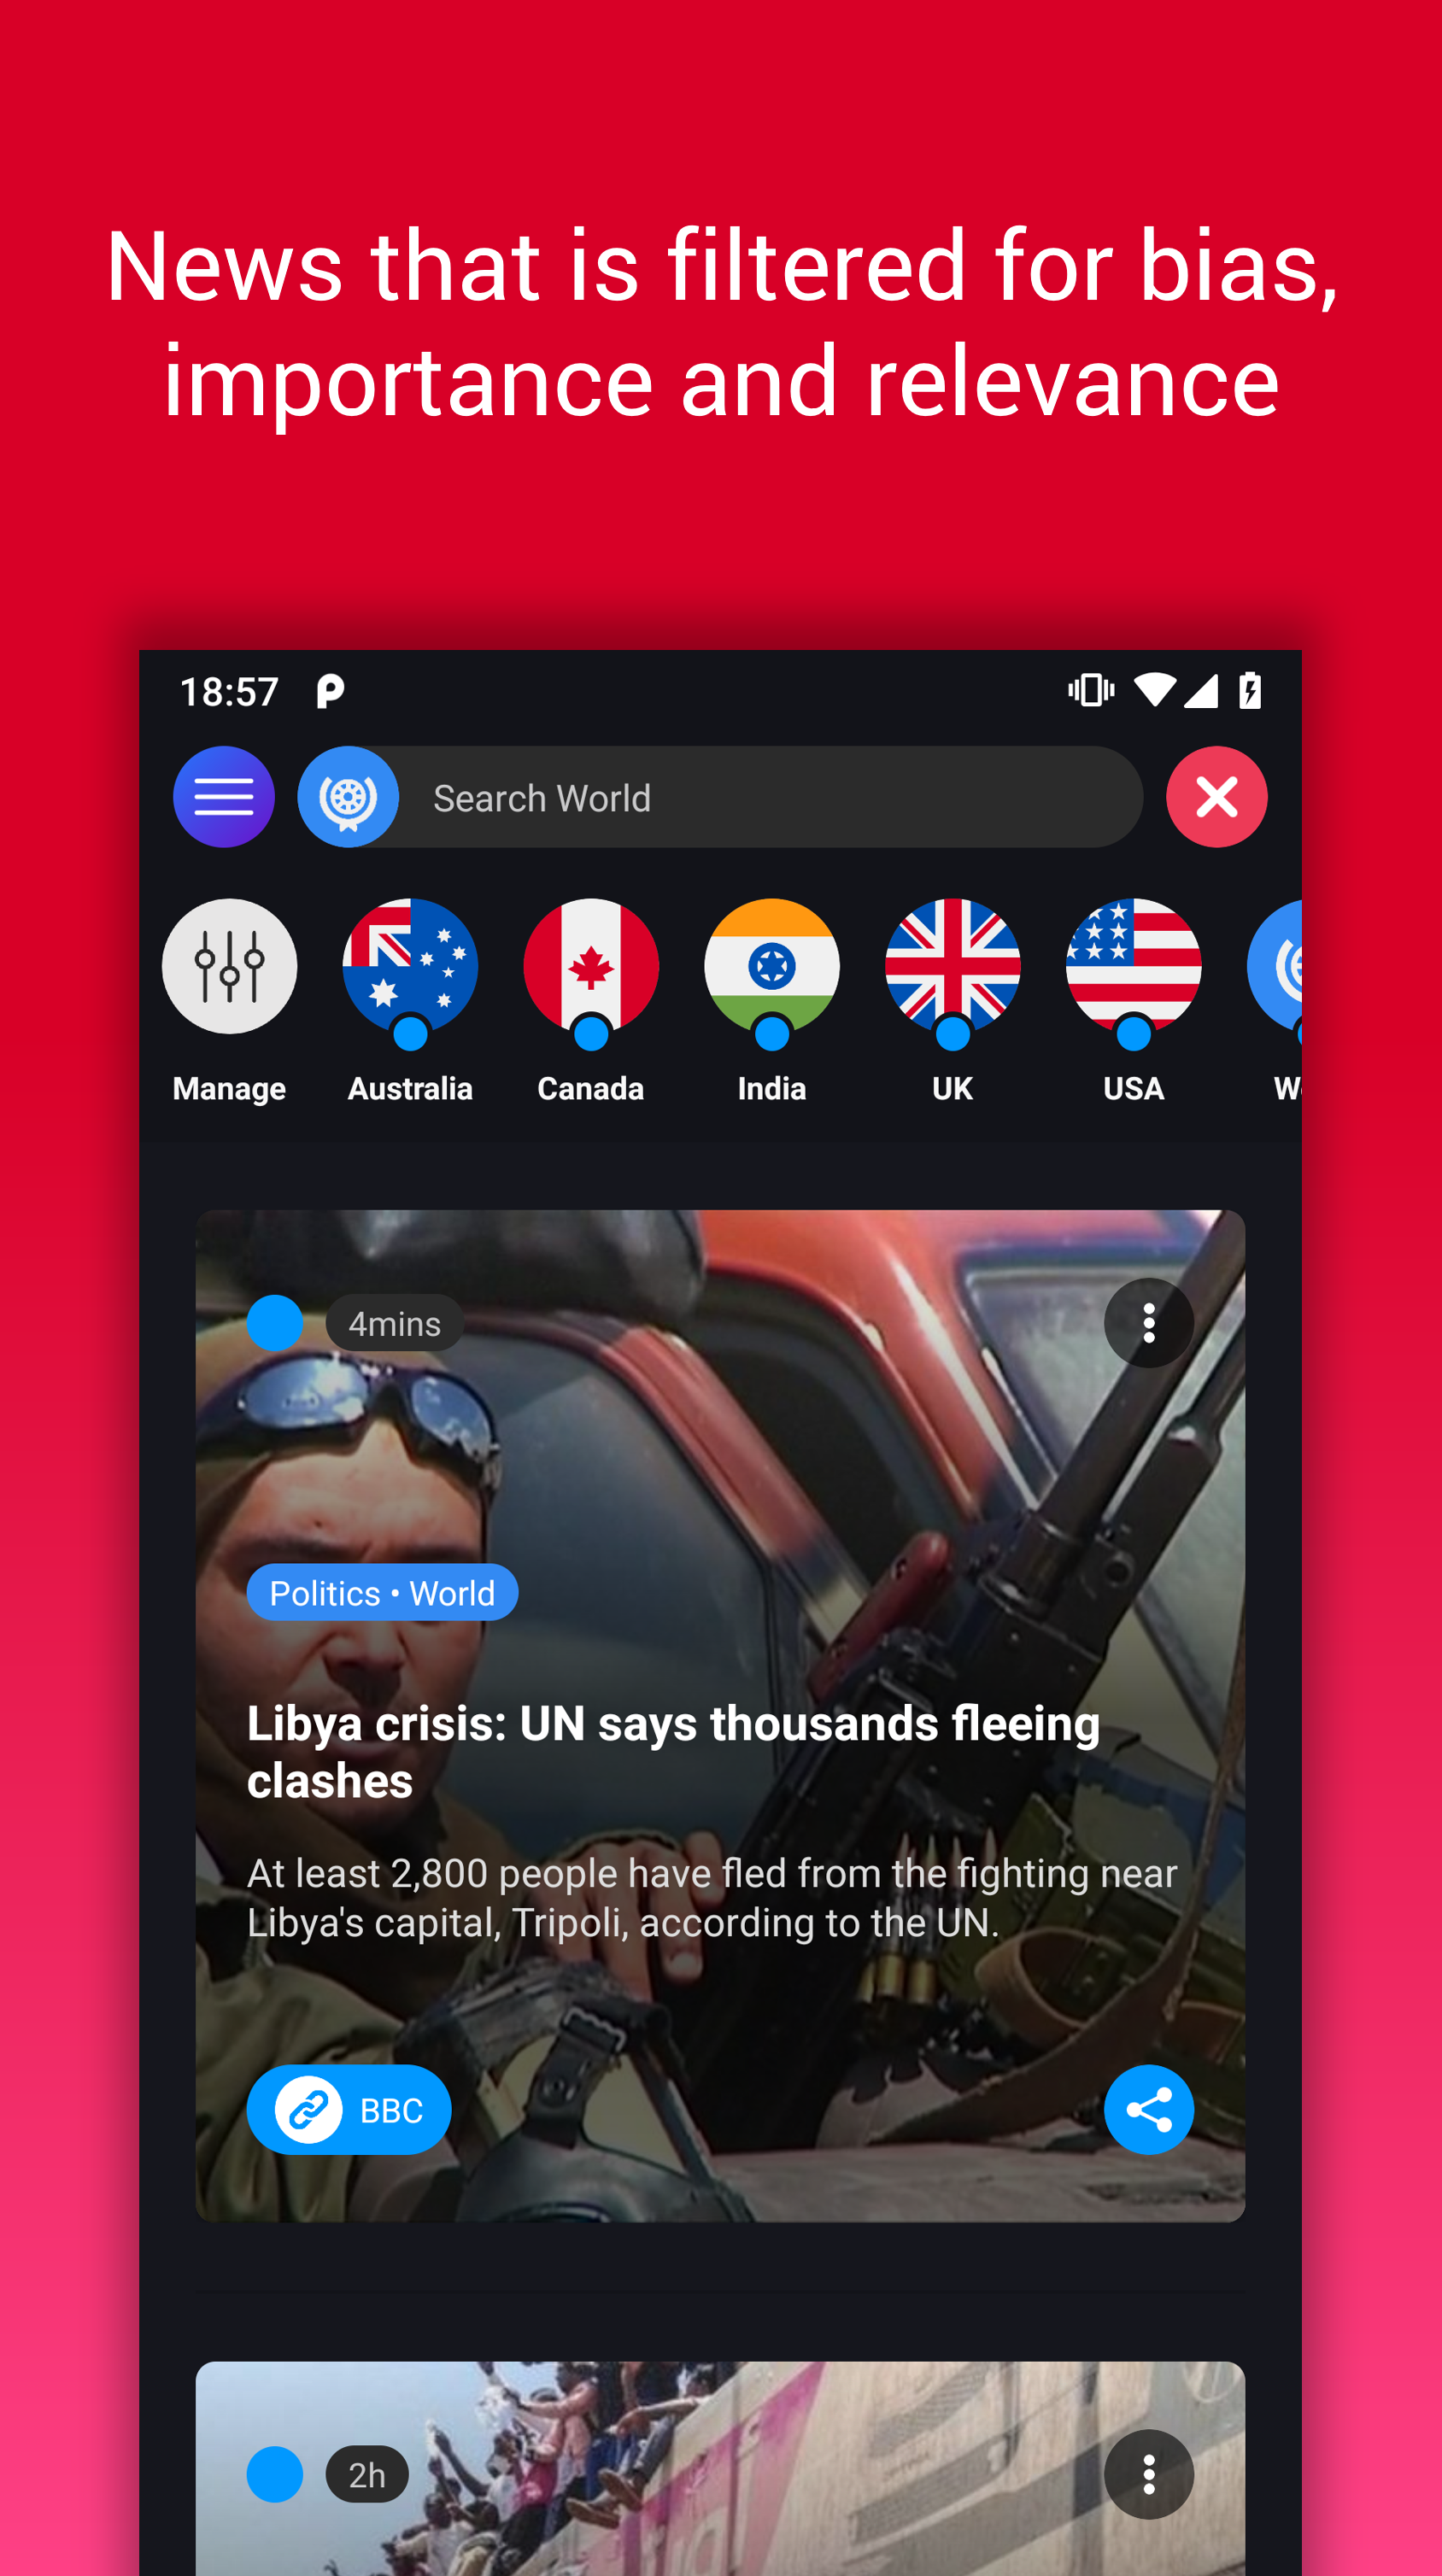 News that is filtered for bias,
importance and relevance
18:57
Search World
Manage
Australia
Canada
India
UK
USA
4mins
Politics • World
Libya crisis: UN says thousands fleeing
clashes
At least 2,800 people have fled from the fighting near
Libya's capital, Tripoli, according to the UN.
BBC
2h